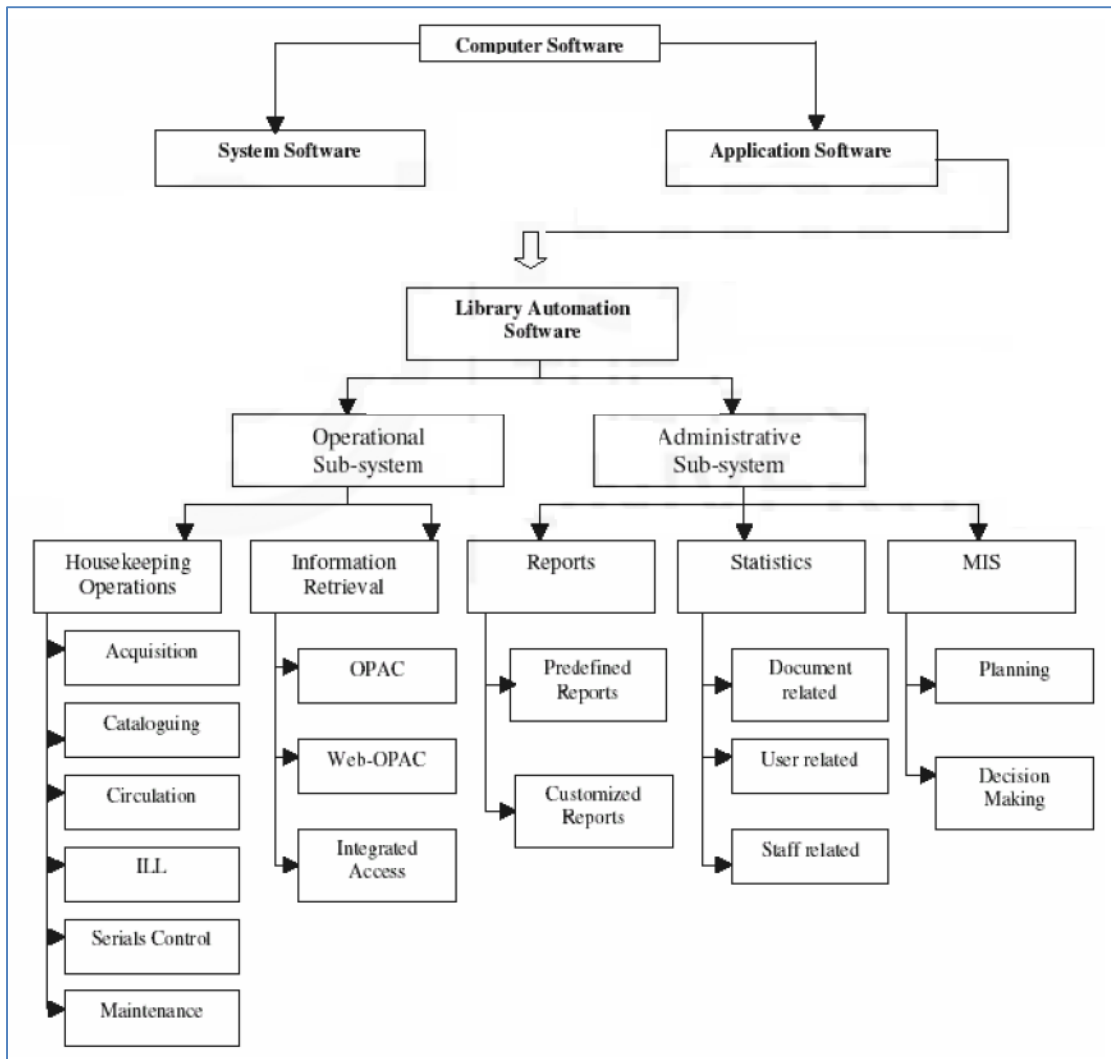 Computer Software
System Software
Application Software
Library Automation
Software
Operational
Sub-system
Administrative
Sub-system
Housekeeping
Operations
Information
Retrieval
Reports
Statistics
MIS
Acquisition
Cataloguing
Circulation
ILL
Serials Control
Maintenance
OPAC
Web-OPAC
Integrated
Access
Predefined
Reports
Customized
Reports
Document
related
User related
Staff related
Planning
Decision
Making